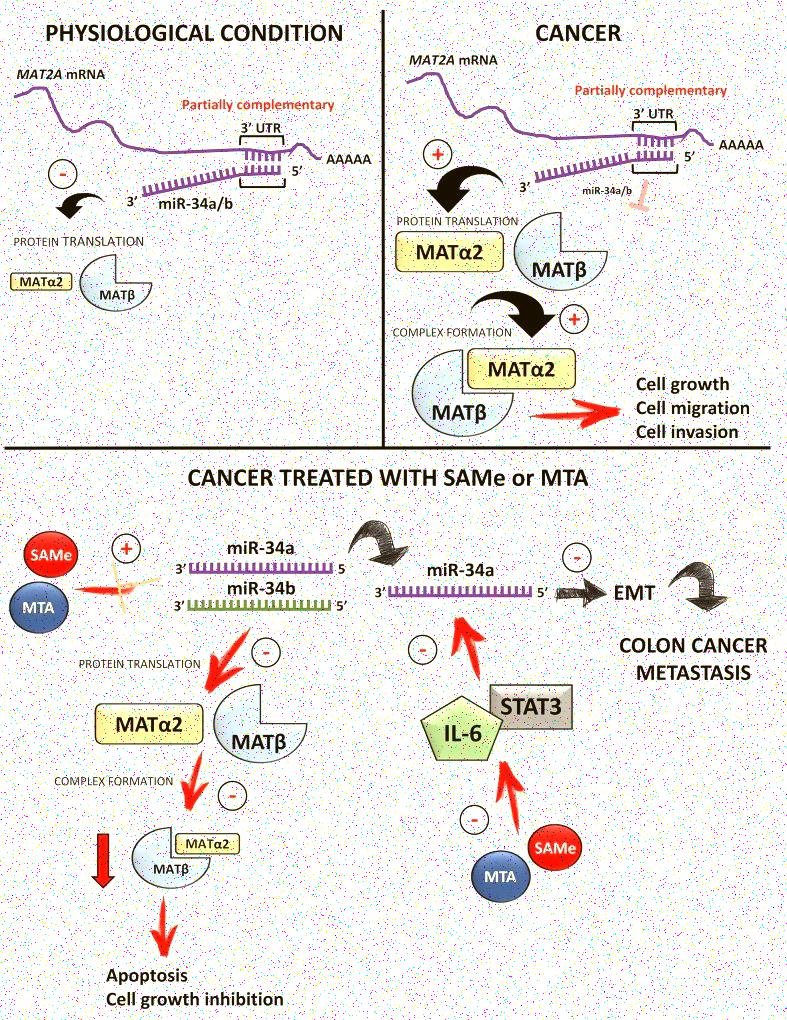 PHYSIOLOGICAL CONDITION
MAT2A mRNA
Partially complementary
3' UTR
AAAAA
-
5'
3'
miR-34a/b
PROTEIN TRANSLATION
MATα2
MATβ
CANCER
MAT2A mRNA
Partially complementary
3' UTR
AAAAA
+
5'
3'
miR-34a/b
PROTEIN TRANSLATION
MATα2
MATβ
+
COMPLEX FORMATION
MATα2
MATβ
Cell growth
Cell migration
Cell invasion
CANCER TREATED WITH SAMe or MTA
SAMe
MTA
+
miR-34a
3' 5
miR-34b
3' 5'
miR-34a
3' 5'
-
EMT
COLON CANCER
METASTASIS
-
PROTEIN TRANSLATION
MATα2
MATβ
COMPLEX FORMATION
-
MATα2
MATβ
Apoptosis
Cell growth inhibition
-
STAT3
IL-6
-
SAMe
MTA